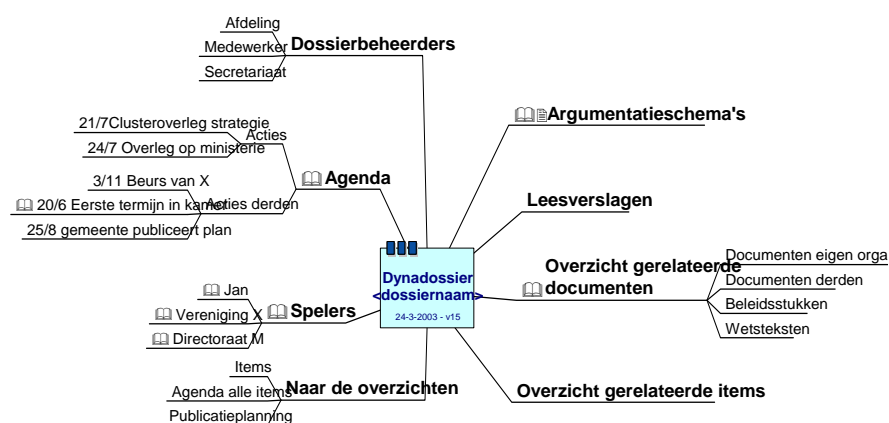 Afdeling
Medewerker
Secretariaat
Dossierbeheerders
21/7Clusteroverleg strategie
24/7 Overleg op ministerie
Acties
3/11 Beurs van X
20/6 Eerste termijn in kamer
25/8 gemeente publiceert plan
Acties derden
Agenda
Jan
Vereniging X
Directoraat M
Spelers
Items
Agenda alle items
Publicatieplanning
Naar de overzichten
Dynadossier
<dossiernaam>
24-3-2003 - v15
Argumentatieschema's
Leesverslagen
Overzicht gerelateerde
documenten
Documenten eigen orga
Documenten derden
Beleidsstukken
Wetsteksten
Overzicht gerelateerde items